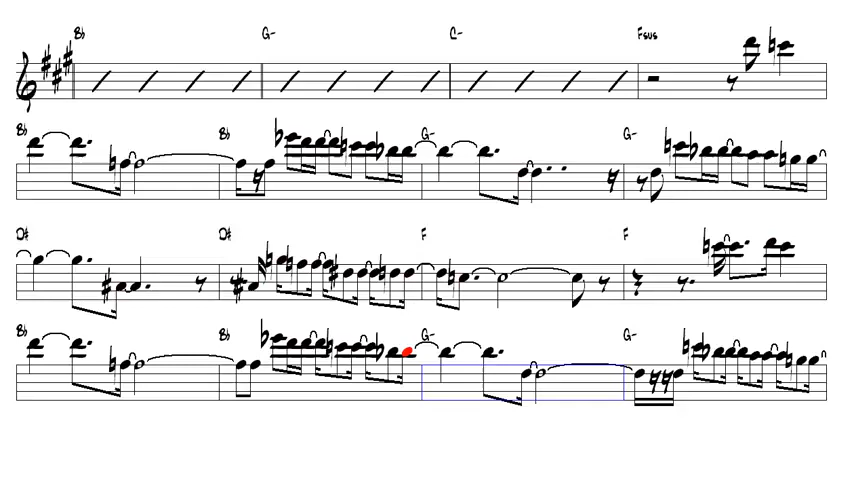 B♭ G- C- Fsus
B♭ B♭ G- G-
D# D# F F
B♭ B♭ G- G-